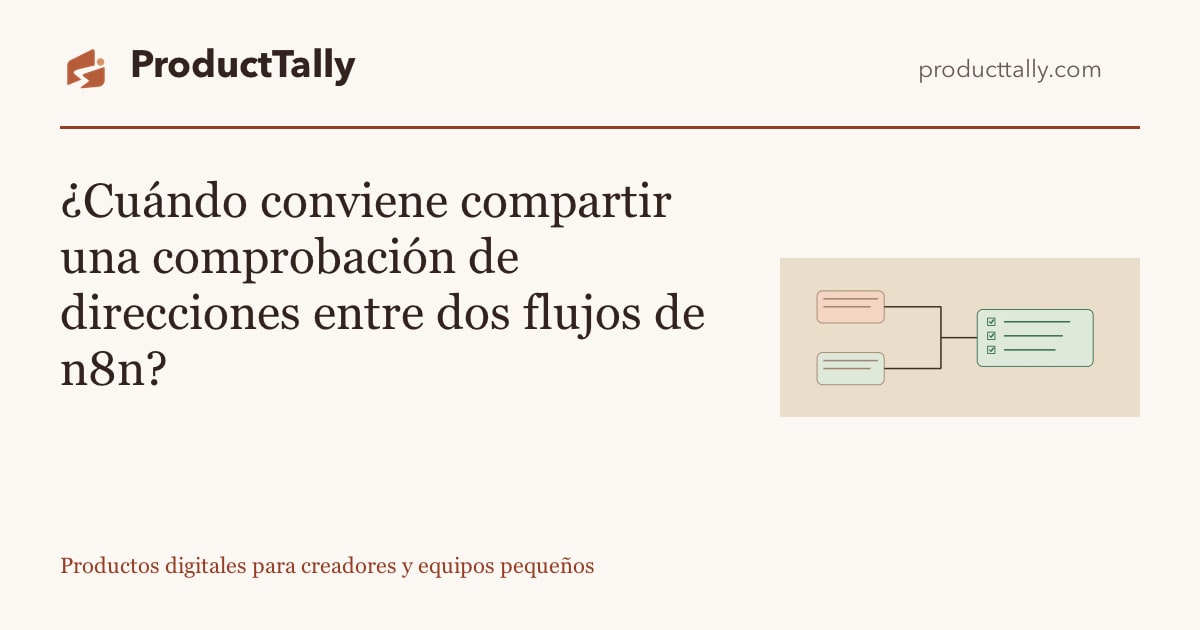 ProductTally
producttally.com
¿Cuándo conviene compartir
una comprobación de
direcciones entre dos flujos de
n8n?
Productos digitales para creadores y equipos pequeños